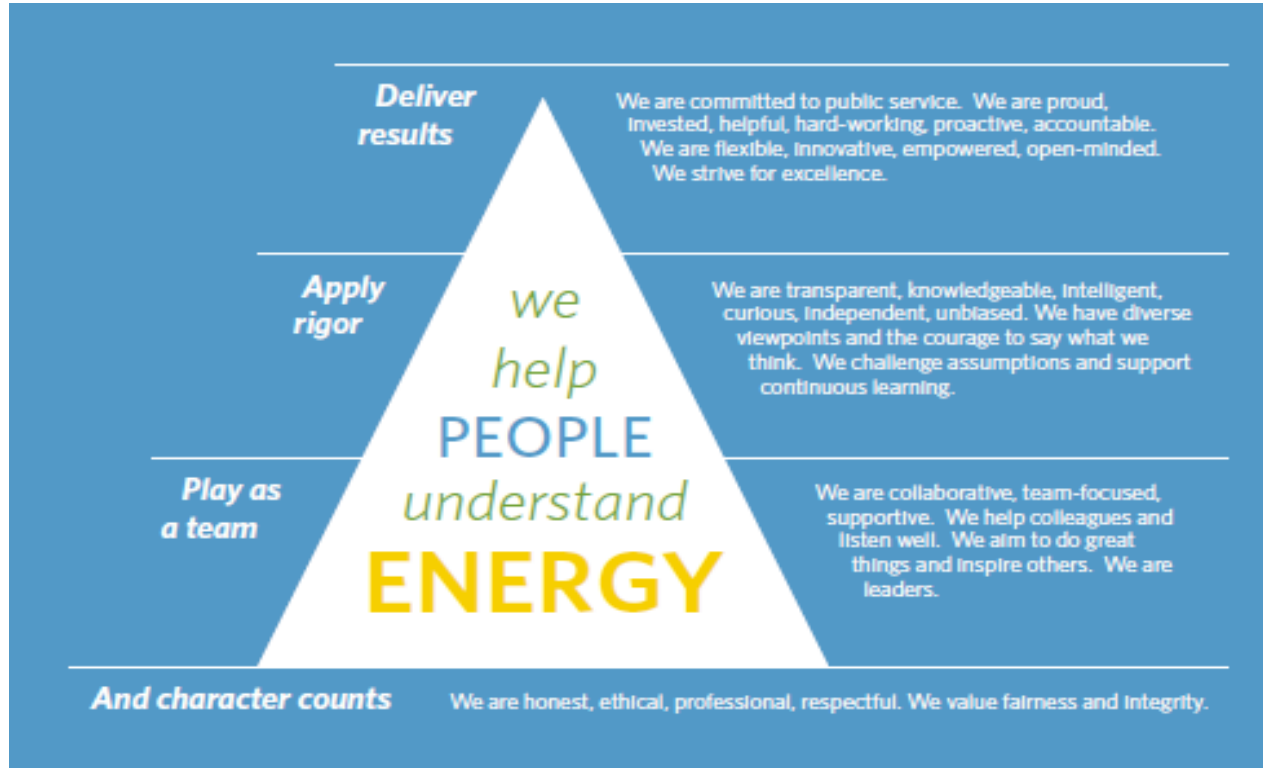 Deliver
results
We are committed to public service.  We are proud,
invested, helpful, hard-working, proactive, accountable.
We are flexible, innovative, empowered, open-minded.
We strive for excellence.
Apply
rigor
We are transparent, knowledgeable, intelligent,
curious, independent, unbiased. We have diverse
viewpoints and the courage to say what we
think.  We challenge assumptions and support
continuous learning.
Play as
a team
We are collaborative, team-focused,
supportive.  We help colleagues and
listen well.  We aim to do great
things and inspire others.  We are
leaders.
we
help
PEOPLE
understand
ENERGY
And character counts
We are honest, ethical, professional, respectful. We value fairness and integrity.